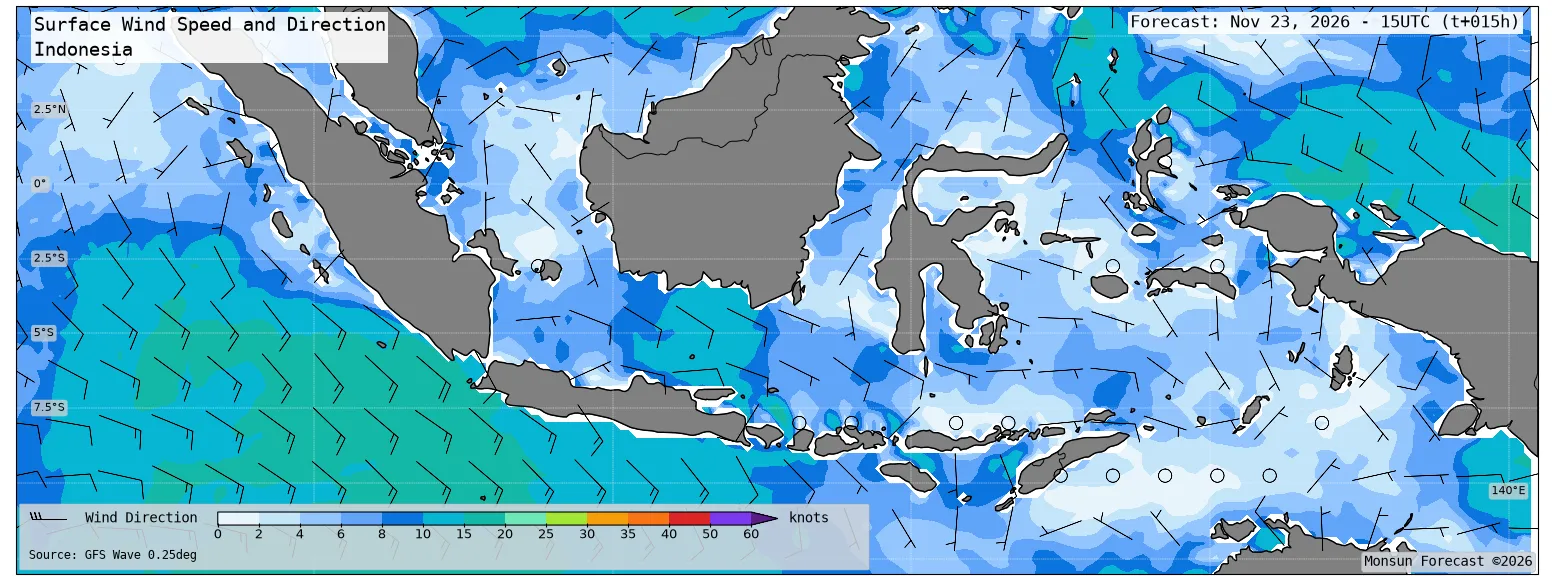 Surface Wind Speed and Direction
Indonesia
Forecast: Nov 23, 2026 - 15UTC (t+015h)
2.5°N
0°
2.5°S
5°S
7.5°S
140°E
Wind Direction
knots
0 2 4 6 8 10 15 20 25 30 35 40 50 60
Source: GFS Wave 0.25deg
Monsun Forecast ©2026